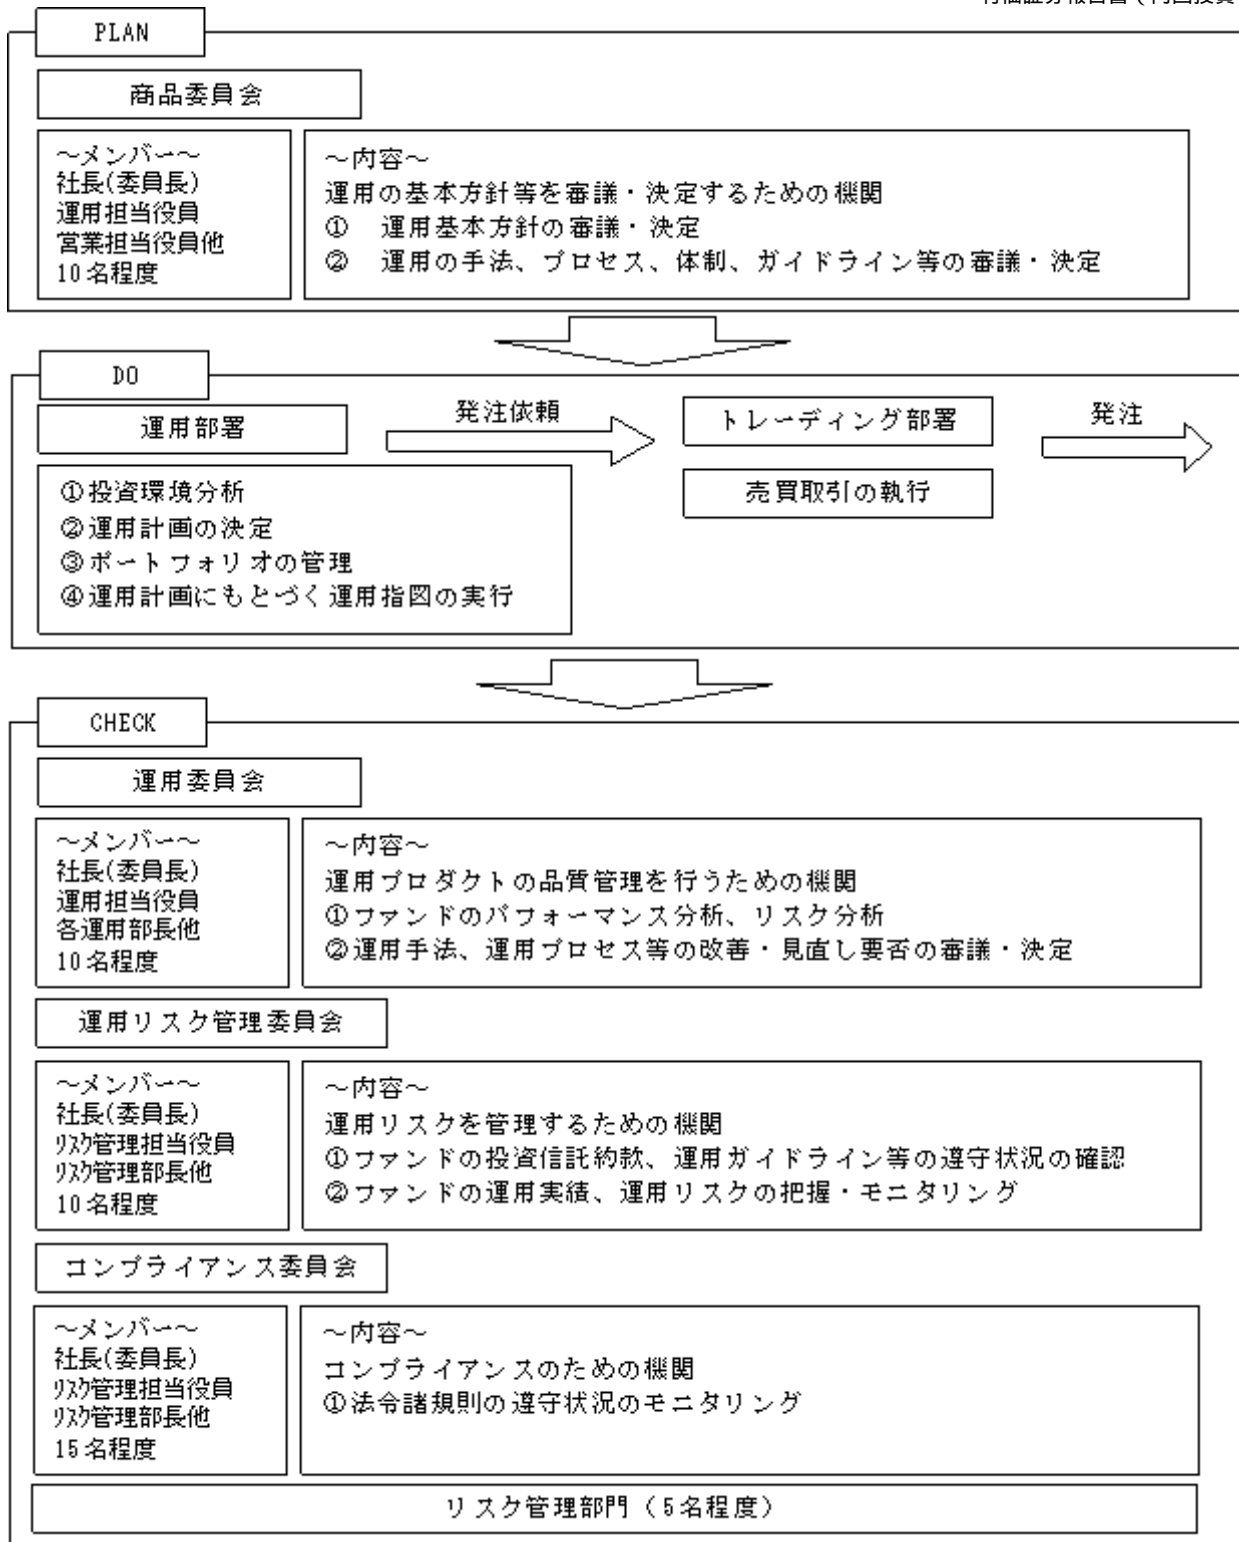 PLAN
商品委員会
～メンバー～
社長(委員長)
運用担当役員
営業担当役員他
10名程度
～内容～
運用の基本方針等を審議・決定するための機関
① 運用基本方針の審議・決定
② 運用の手法、プロセス、体制、ガイドライン等の審議・決定
DO
運用部署
発注依頼
トレーディング部署
発注
売買取引の執行
①投資環境分析
②運用計画の決定
③ポートフォリオの管理
④運用計画にもとづく運用指図の実行
CHECK
運用委員会
～メンバー～
社長(委員長)
運用担当役員
各運用部長他
10名程度
～内容～
運用プロダクトの品質管理を行うための機関
①ファンドのパフォーマンス分析、リスク分析
②運用手法、運用プロセス等の改善・見直し要否の審議・決定
運用リスク管理委員会
～メンバー～
社長(委員長)
ﾘｽｸ管理担当役員
ﾘｽｸ管理部長他
10名程度
～内容～
運用リスクを管理するための機関
①ファンドの投資信託約款、運用ガイドライン等の遵守状況の確認
②ファンドの運用実績、運用リスクの把握・モニタリング
コンプライアンス委員会
～メンバー～
社長(委員長)
ﾘｽｸ管理担当役員
ﾘｽｸ管理部長他
15名程度
～内容～
コンプライアンスのための機関
①法令諸規則の遵守状況のモニタリング
リスク管理部門（5名程度）